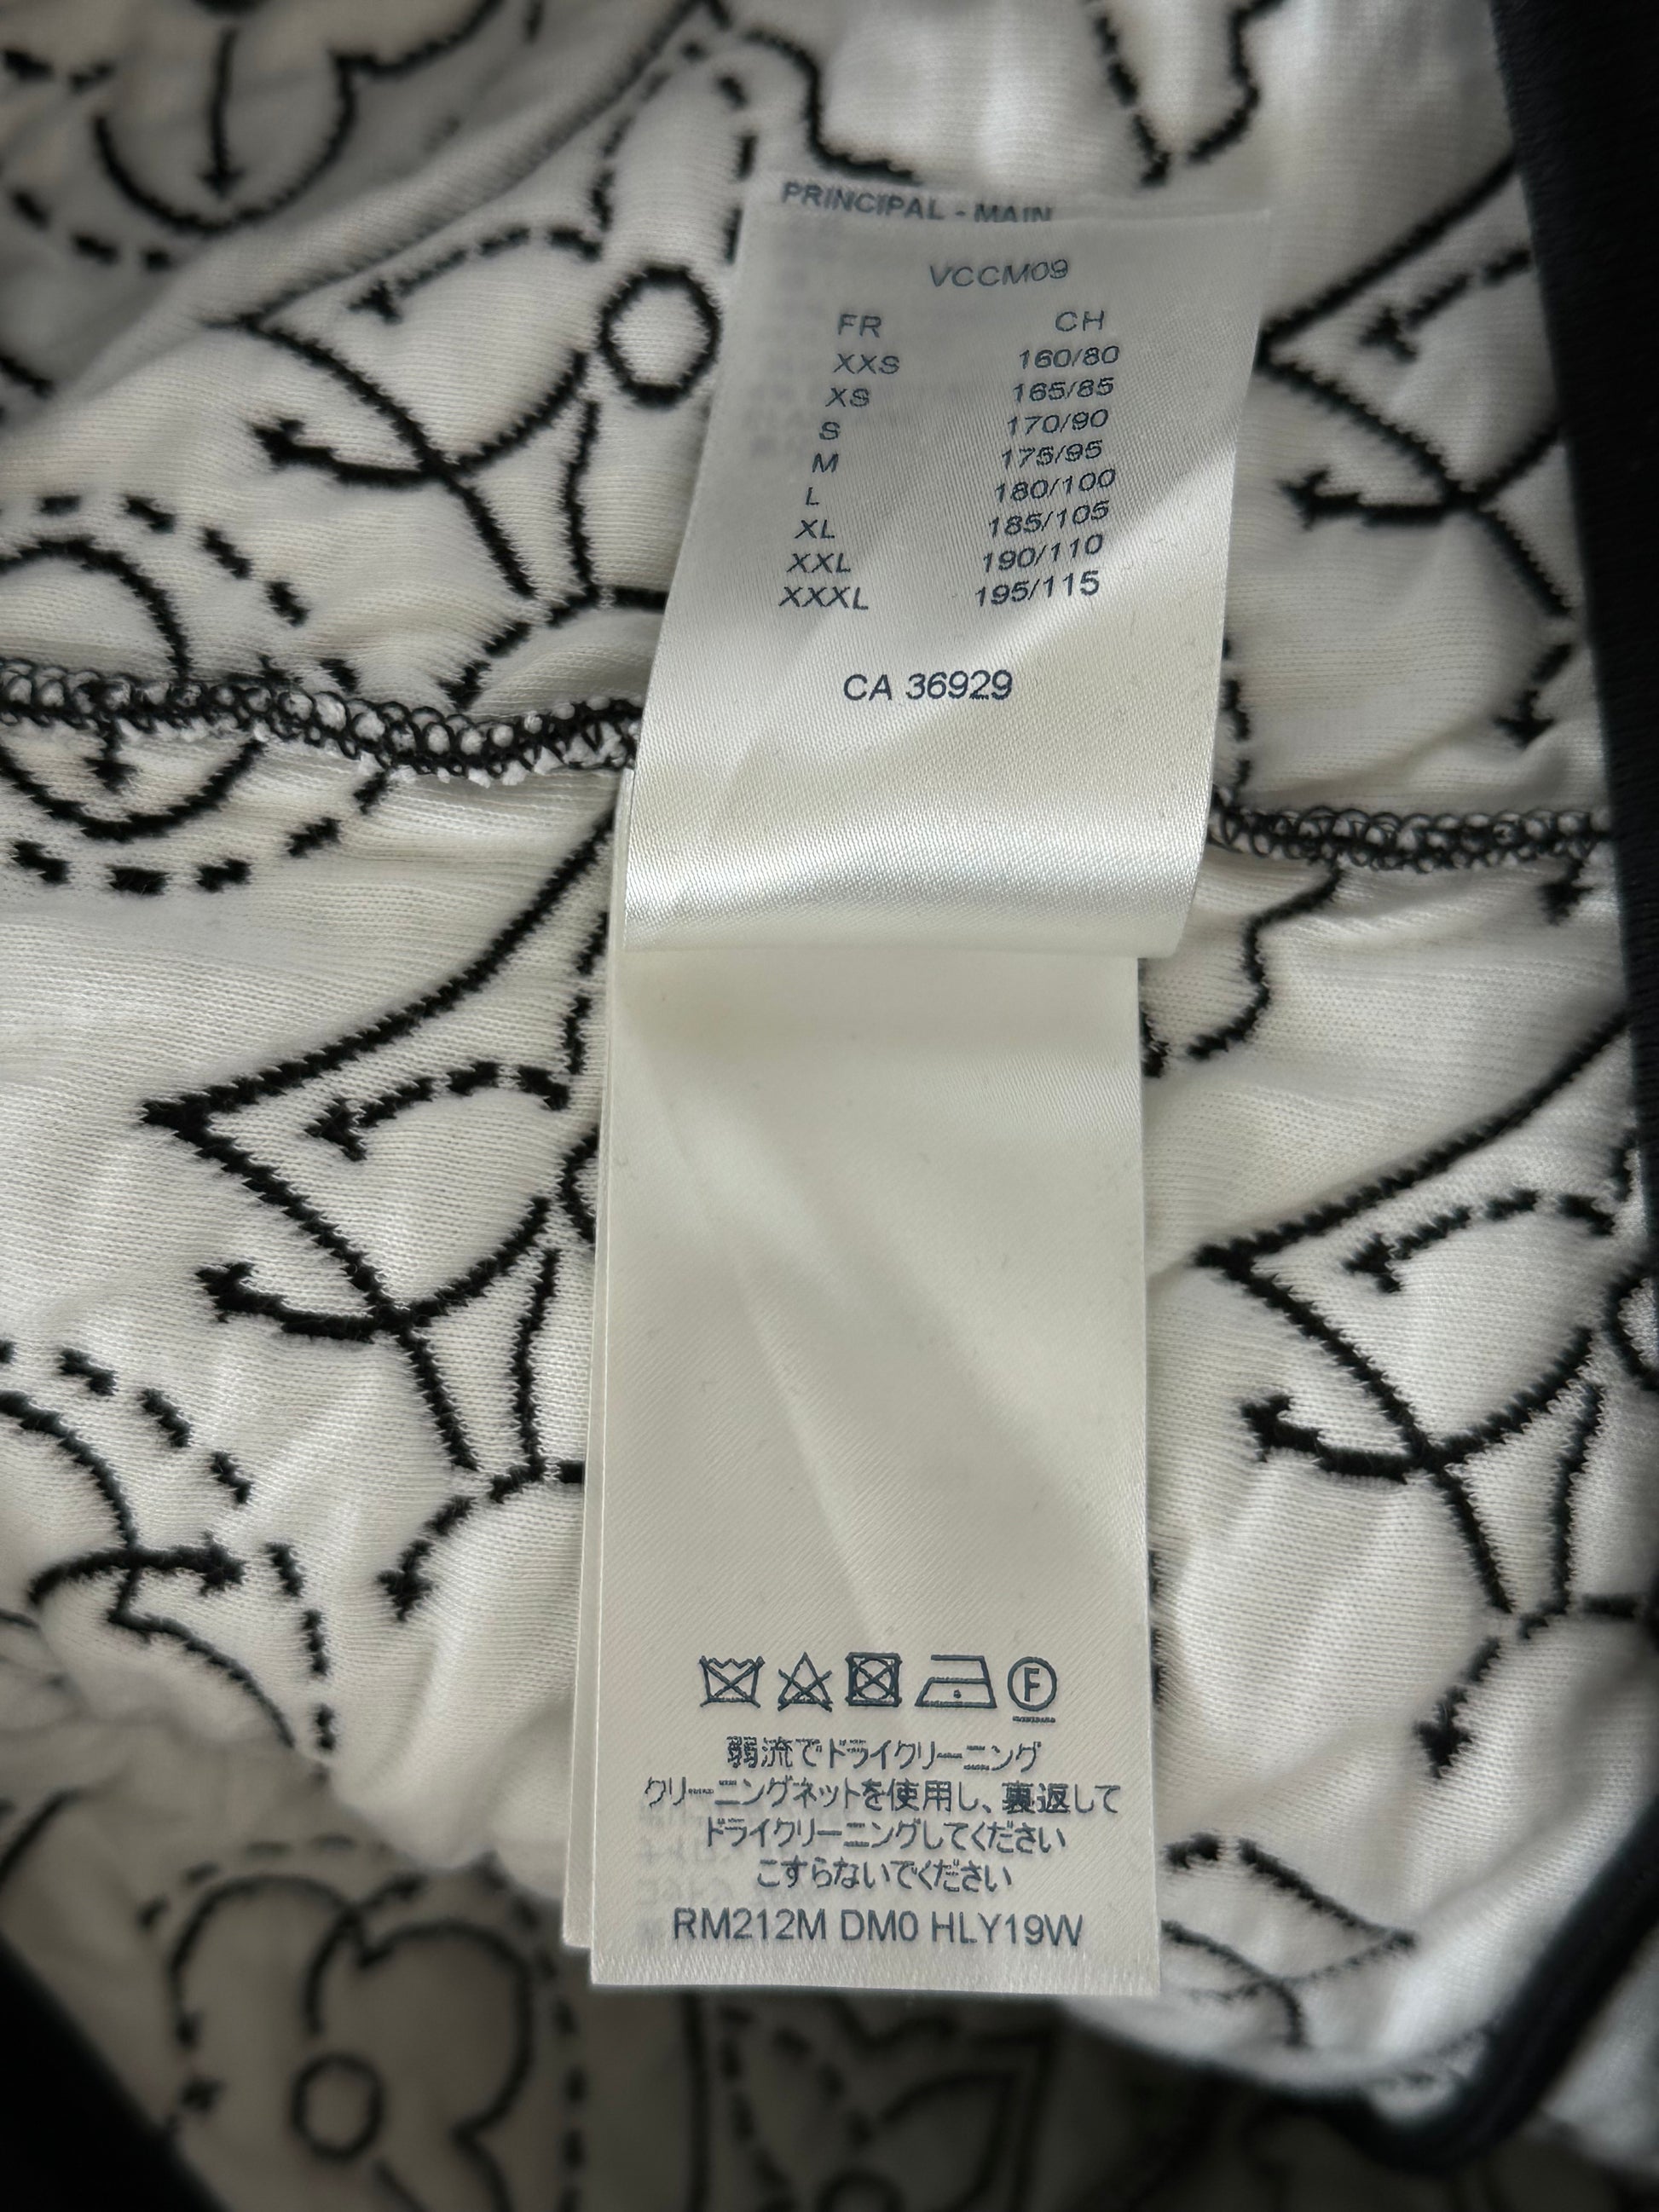 PRINCIPAL - MAIN
VCCM09
FR CH
XXS 160/80
XS 165/85
S 170/90
M 175/95
L 180/100
XL 185/105
XXL 190/110
XXXL 195/115
CA 36929
F
弱流でドライクリーニング
クリーニングネットを使用し、裏返して
ドライクリーニングしてください
こすらないでください
RM212M DM0 HLY19W